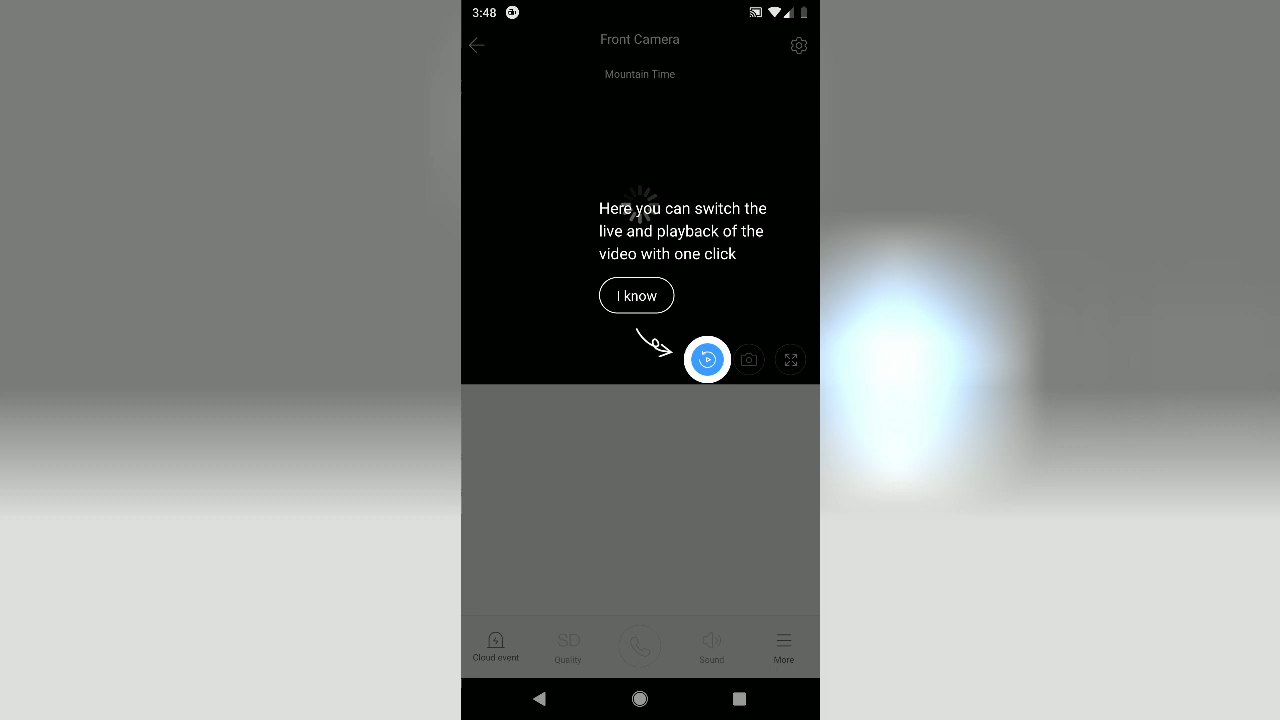 3:48
Front Camera
Mountain Time
Here you can switch the
live and playback of the
video with one click
I know
SD
Cloud event
Quality
Sound
More